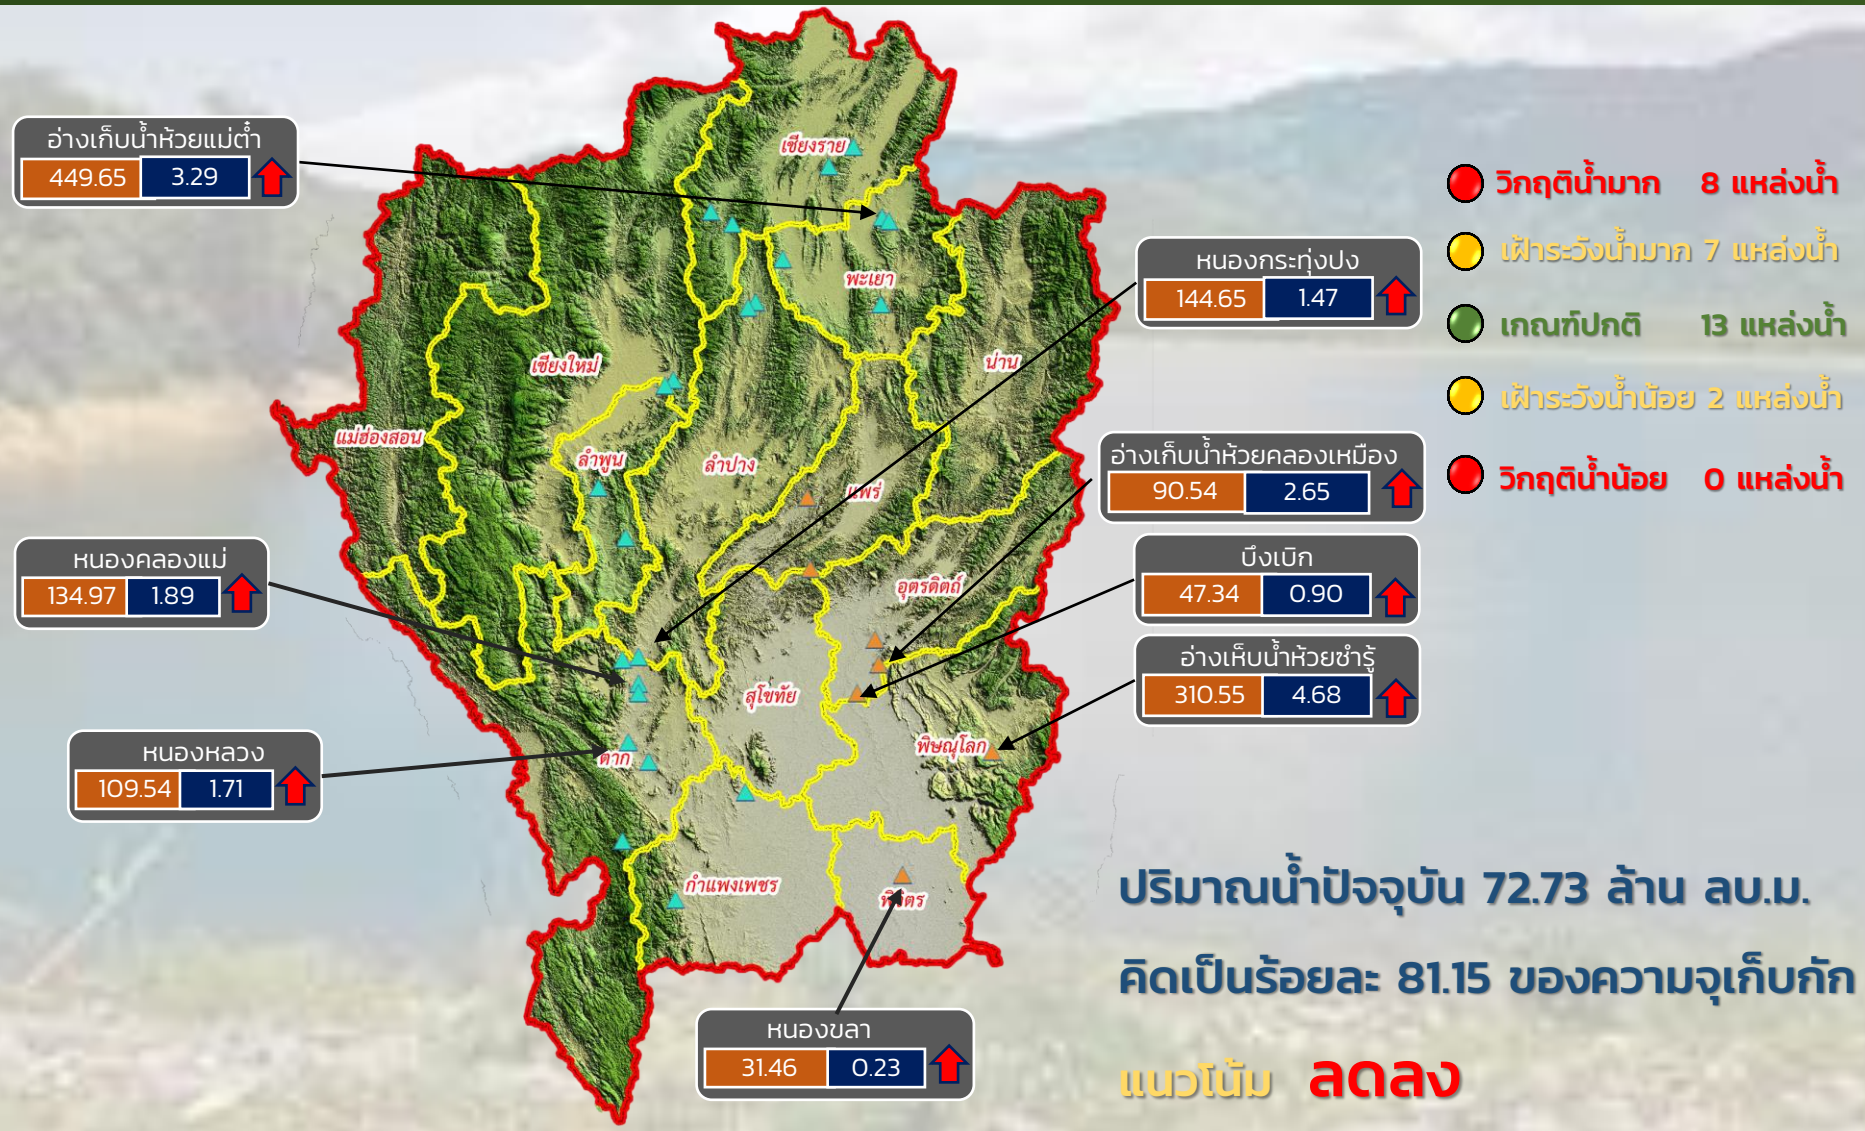 อ่างเก็บน้ำห้วยแม่ต๋ำ
449.65 3.29
หนองคลองแม่
134.97 1.89
หนองหลวง
109.54 1.71
เชียงราย
พะเยา
น่าน
เชียงใหม่
แม่ฮ่องสอน
ลำพูน
ลำปาง
แพร่
อุตรดิตถ์
สุโขทัย
ตาก
พิษณุโลก
กำแพงเพชร
พิจิตร
หนองขลา
31.46 0.23
หนองกระทุ่งปง
144.65 1.47
อ่างเก็บน้ำห้วยคลองเหมือง
90.54 2.65
บึงเบิก
47.34 0.90
อ่างเห็บน้ำห้วยซำรู้
310.55 4.68
วิกฤติน้ำมาก 8 แหล่งน้ำ
เฝ้าระวังน้ำมาก 7 แหล่งน้ำ
เกณฑ์ปกติ 13 แหล่งน้ำ
เฝ้าระวังน้ำน้อย 2 แหล่งน้ำ
วิกฤติน้ำน้อย 0 แหล่งน้ำ
ปริมาณน้ำปัจจุบัน 72.73 ล้าน ลบ.ม.
คิดเป็นร้อยละ 81.15 ของความจุเก็บกัก
แนวโน้ม ลดลง